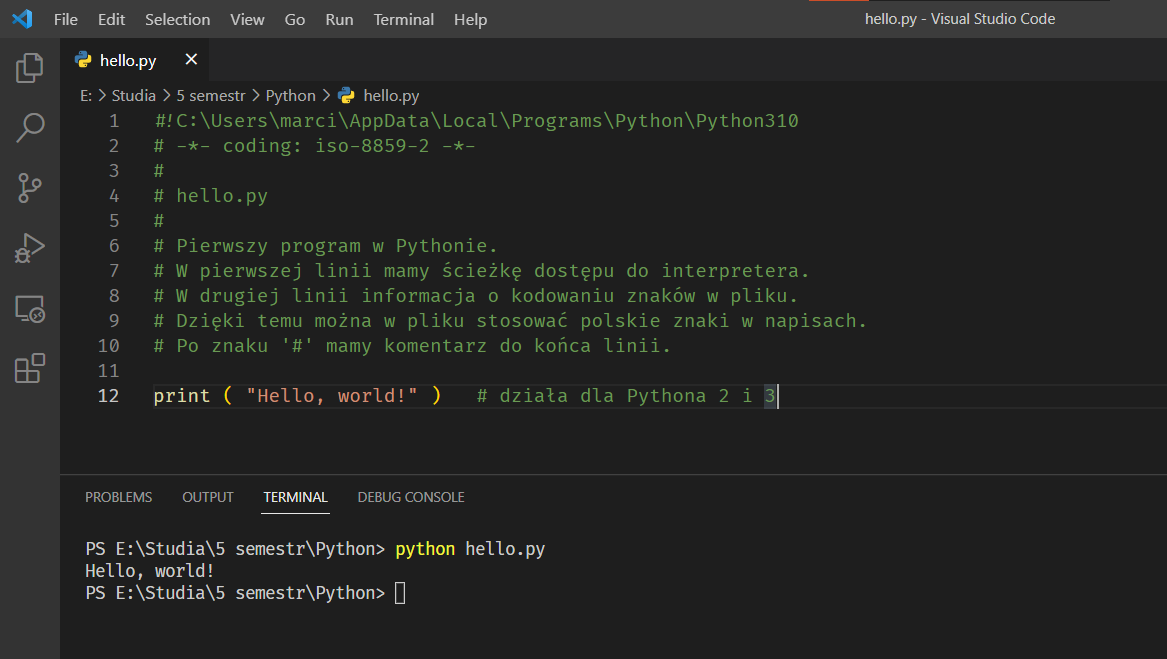 File Edit Selection View Go Run Terminal Help hello.py - Visual Studio Code
hello.py ×
E: > Studia > 5 semestr > Python > hello.py
1 #!C:\Users\marci\AppData\Local\Programs\Python\Python310
2 # -*- coding: iso-8859-2 -*-
3 #
4 # hello.py
5 #
6 # Pierwszy program w Pythonie.
7 # W pierwszej linii mamy ścieżkę dostępu do interpretera.
8 # W drugiej linii informacja o kodowaniu znaków w pliku.
9 # Dzięki temu można w pliku stosować polskie znaki w napisach.
10 # Po znaku '#' mamy komentarz do końca linii.
11
12 print ( "Hello, world!" ) # działa dla Pythona 2 i 3
PROBLEMS OUTPUT TERMINAL DEBUG CONSOLE
PS E:\Studia\5 semestr\Python> python hello.py
Hello, world!
PS E:\Studia\5 semestr\Python>